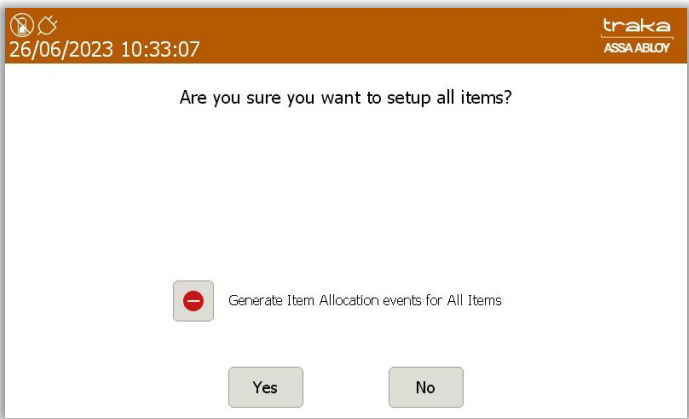 traka
26/06/2023 10:33:07
ASSA ABLOY
Are you sure you want to setup all items?
Generate Item Allocation events for All Items
Yes
No